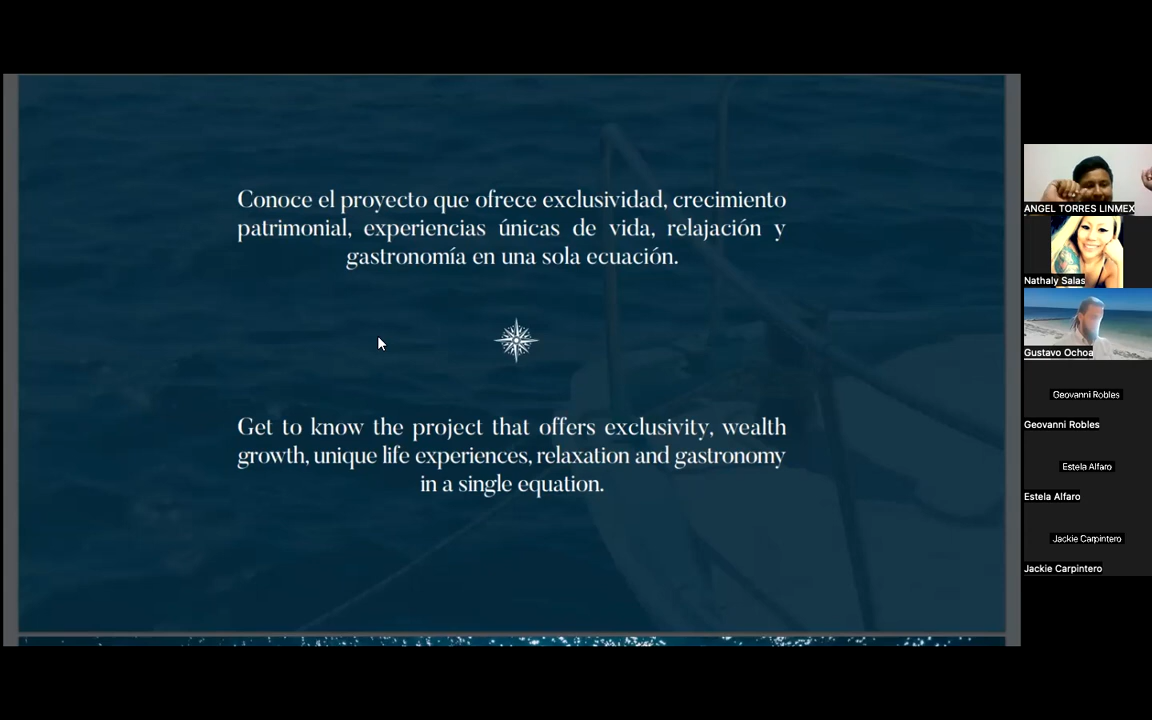 Conoce el proyecto que ofrece exclusividad, crecimiento
patrimonial, experiencias únicas de vida, relajación y
gastronomía en una sola ecuación.
Get to know the project that offers exclusivity, wealth
growth, unique life experiences, relaxation and gastronomy
in a single equation.
ANGEL TORRES LINMEX
Nathaly Salas
Gustavo Ochoa
Geovanni Robles
Geovanni Robles
Estela Alfaro
Estela Alfaro
Jackie Carpintero
Jackie Carpintero